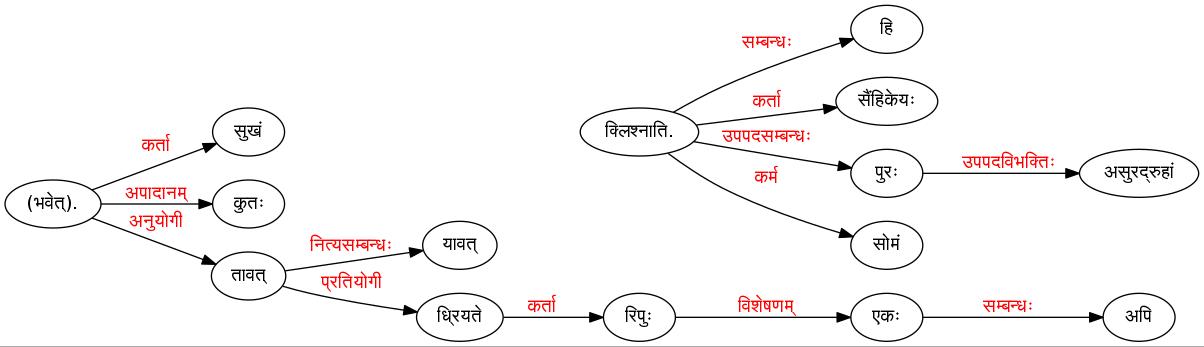 हि
सम्बन्धः
कर्ता
सैंहिकेयः
सुखं
क्लिश्नाति.
कर्ता
उपपदसम्बन्धः
उपपदविभक्तिः
पुरः
असुरद्रुहां
कर्म
(भवेत्).
अपादानम्
कुतः
अनुयोगी
नित्यसम्बन्धः
यावत्
सोमं
तावत्
प्रतियोगी
ध्रियते
कर्ता
रिपुः
विशेषणम्
एकः
सम्बन्धः
अपि